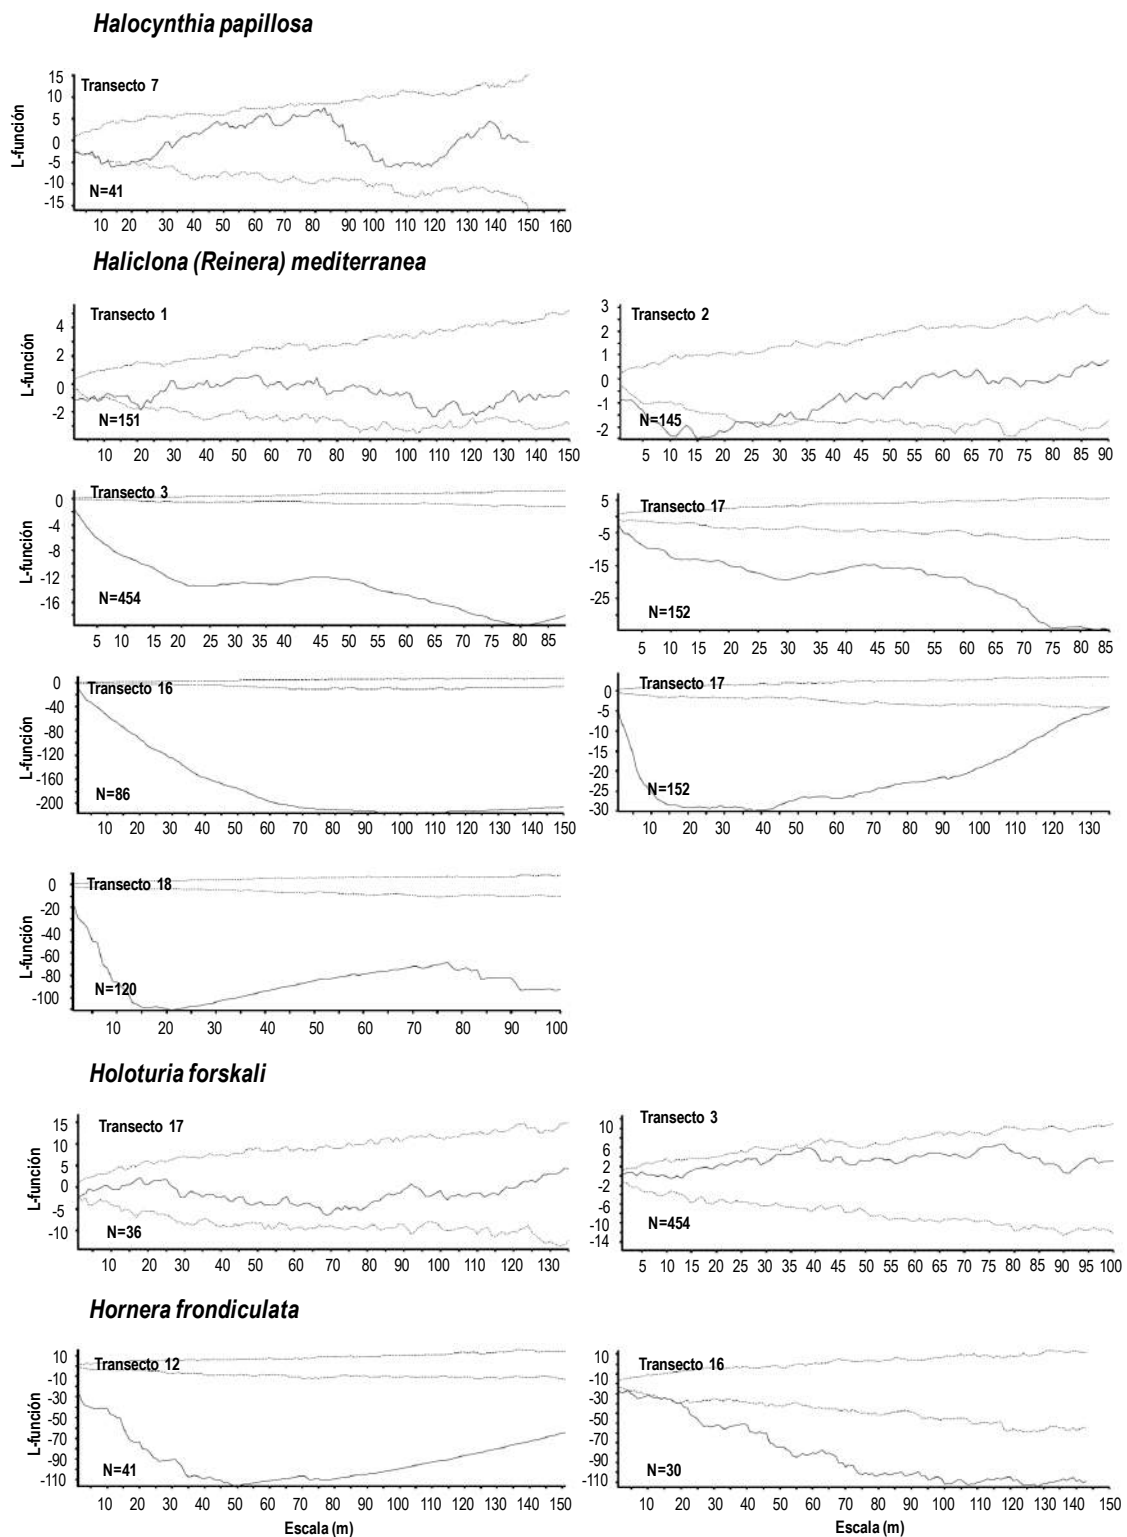 Halocynthia papillosa
L-función
15
10
5
0
-5
-10
-15
Transecto 7
N=41
10 20 30 40 50 60 70 80 90 100 110 120 130 140 150 160
Haliclona (Reinera) mediterranea
L-función
4
2
0
-2
Transecto 1
N=151
10 20 30 40 50 60 70 80 90 100 110 120 130 140 150
3
2
1
0
-1
-2
Transecto 2
N=145
5 10 15 20 25 30 35 40 45 50 55 60 65 70 75 80 85 90
L-función
0
-4
-8
-12
-16
Transecto 3
N=454
5 10 15 20 25 30 35 40 45 50 55 60 65 70 75 80 85
5
-5
-15
-25
Transecto 17
N=152
5 10 15 20 25 30 35 40 45 50 55 60 65 70 75 80 85
L-función
0
-40
-80
-120
-160
-200
Transecto 16
N=86
10 20 30 40 50 60 70 80 90 100 110 120 130 140 150
0
-5
-10
-15
-20
-25
-30
Transecto 17
N=152
10 20 30 40 50 60 70 80 90 100 110 120 130
L-función
0
-20
-40
-60
-80
-100
Transecto 18
N=120
10 20 30 40 50 60 70 80 90 100
Holoturia forskali
L-función
15
10
5
0
-5
-10
Transecto 17
N=36
10 20 30 40 50 60 70 80 90 100 110 120 130
10
6
2
-2
-6
-10
-14
Transecto 3
N=454
5 10 15 20 25 30 35 40 45 50 55 60 65 70 75 80 85 90 95 100
Hornera frondiculata
L-función
10
-10
-30
-50
-70
-90
-110
Transecto 12
N=41
10 20 30 40 50 60 70 80 90 100 110 120 130 140 150
Escala (m)
10
-10
-30
-50
-70
-90
-110
Transecto 16
N=30
10 20 30 40 50 60 70 80 90 100 110 120 130 140 150
Escala (m)